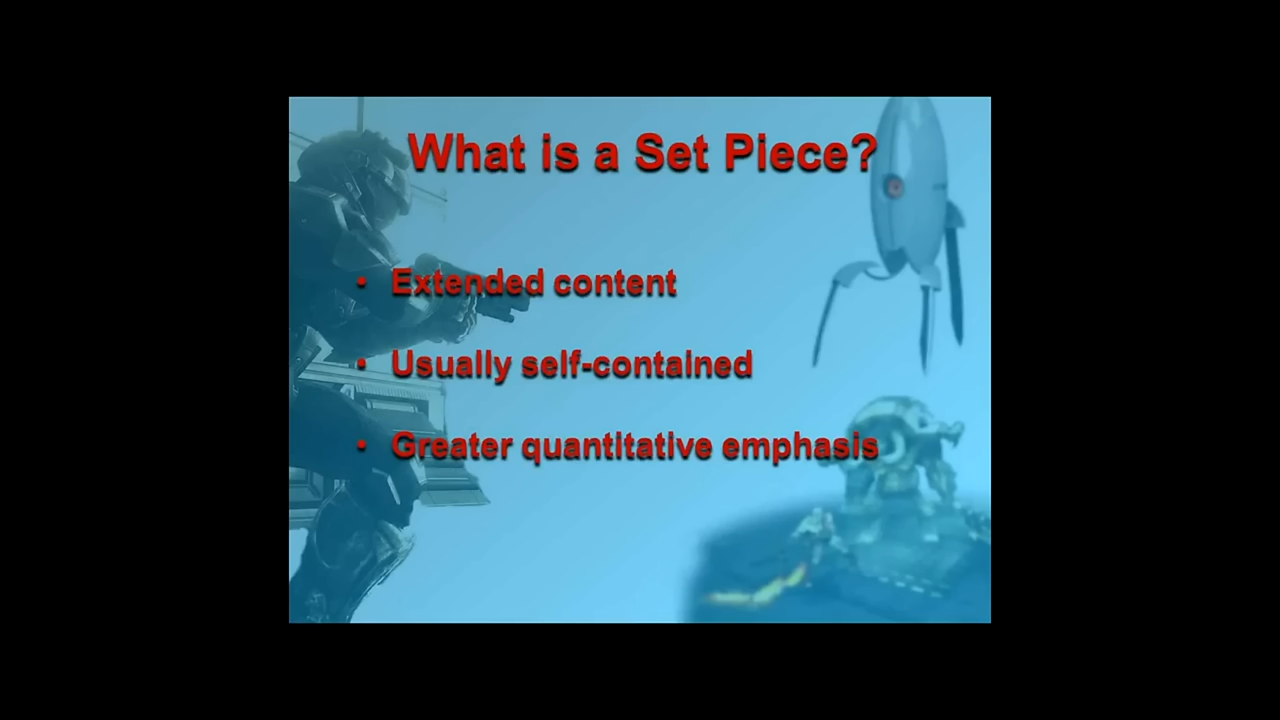 What is a Set Piece?
• Extended content
• Usually self-contained
• Greater quantitative emphasis